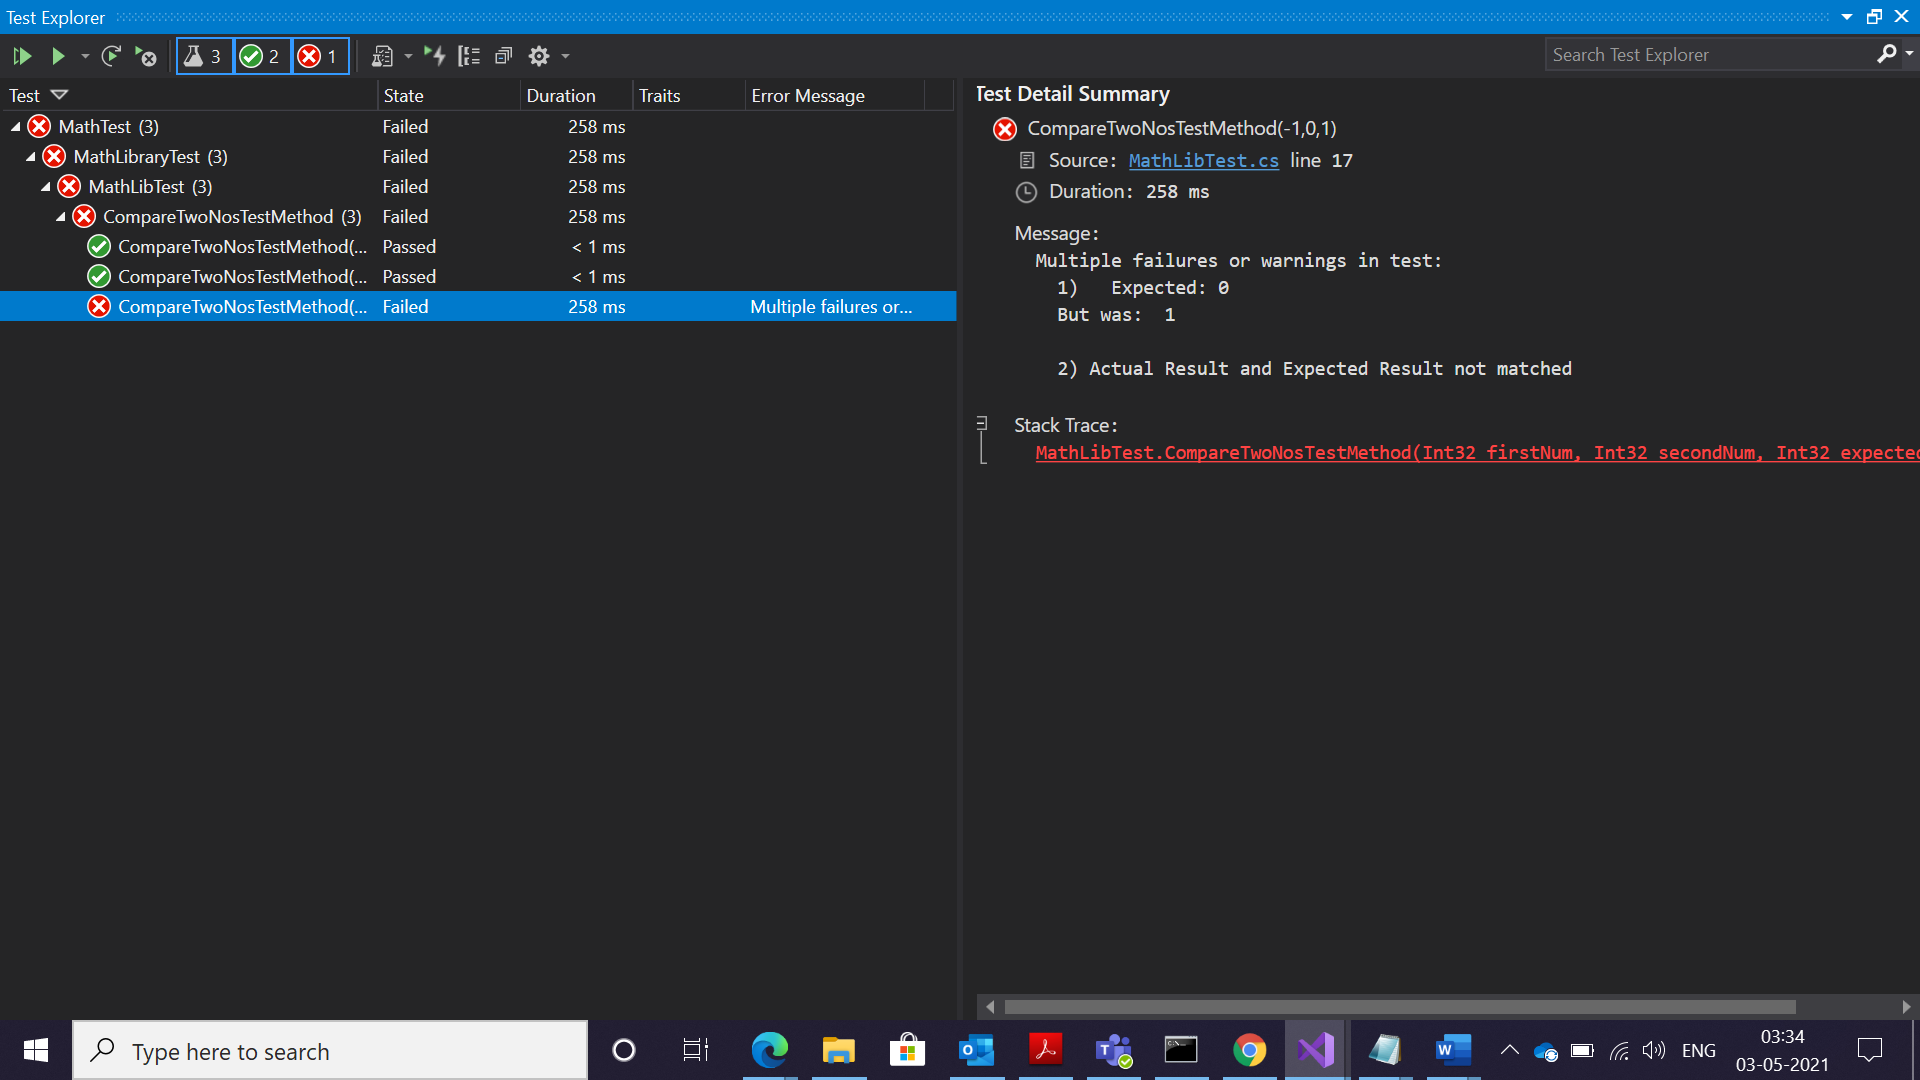 Test Explorer
3 2 1
Search Test Explorer
Test State Duration Traits Error Message
MathTest (3) Failed 258 ms
MathLibraryTest (3) Failed 258 ms
MathLibTest (3) Failed 258 ms
CompareTwoNosTestMethod (3) Failed 258 ms
CompareTwoNosTestMethod(... Passed < 1 ms
CompareTwoNosTestMethod(... Passed < 1 ms
CompareTwoNosTestMethod(... Failed 258 ms Multiple failures or...
Test Detail Summary
CompareTwoNosTestMethod(-1,0,1)
Source: MathLibTest.cs line 17
Duration: 258 ms
Message:
Multiple failures or warnings in test:
1) Expected: 0
But was: 1
2) Actual Result and Expected Result not matched
Stack Trace:
MathLibTest.CompareTwoNosTestMethod(Int32 firstNum, Int32 secondNum, Int32 expected
Type here to search
ENG
03:34
03-05-2021